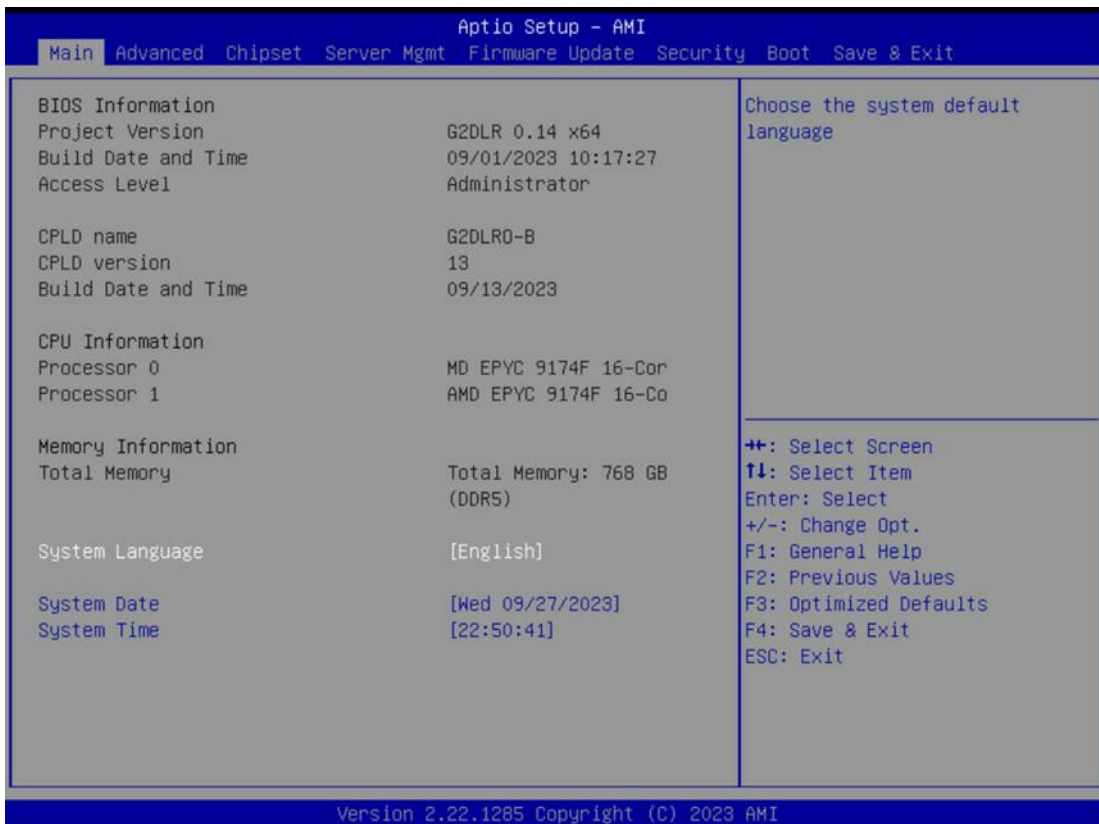 Aptio Setup - AMI
Main Advanced Chipset Server Mgmt Firmware Update Security Boot Save & Exit
BIOS Information
Project Version G2DLR 0.14 x64
Build Date and Time 09/01/2023 10:17:27
Access Level Administrator
CPLD name G2DLRO-B
CPLD version 13
Build Date and Time 09/13/2023
CPU Information
Processor 0 MD EPYC 9174F 16-Cor
Processor 1 AMD EPYC 9174F 16-Co
Memory Information
Total Memory Total Memory: 768 GB
(DDR5)
System Language [English]
System Date [Wed 09/27/2023]
System Time [22:50:41]
Choose the system default
language
→←: Select Screen
↑↓: Select Item
Enter: Select
+/-: Change Opt.
F1: General Help
F2: Previous Values
F3: Optimized Defaults
F4: Save & Exit
ESC: Exit
Version 2.22.1285 Copyright (C) 2023 AMI